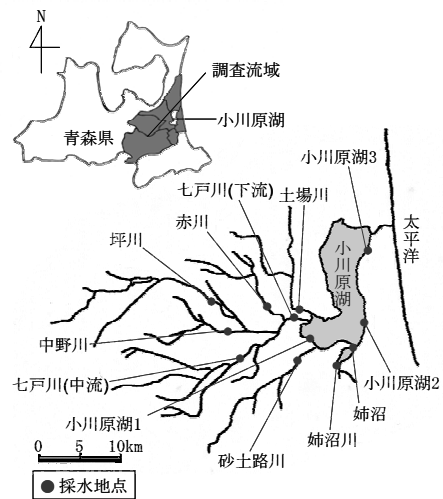 N
調査流域
小川原湖
青森県
小川原湖3
七戸川(下流)
土場川
太平洋
赤川
坪川
小川原湖
中野川
七戸川(中流)
小川原湖2
姉沼
小川原湖1
姉沼川
砂土路川
0 5 10km
●採水地点